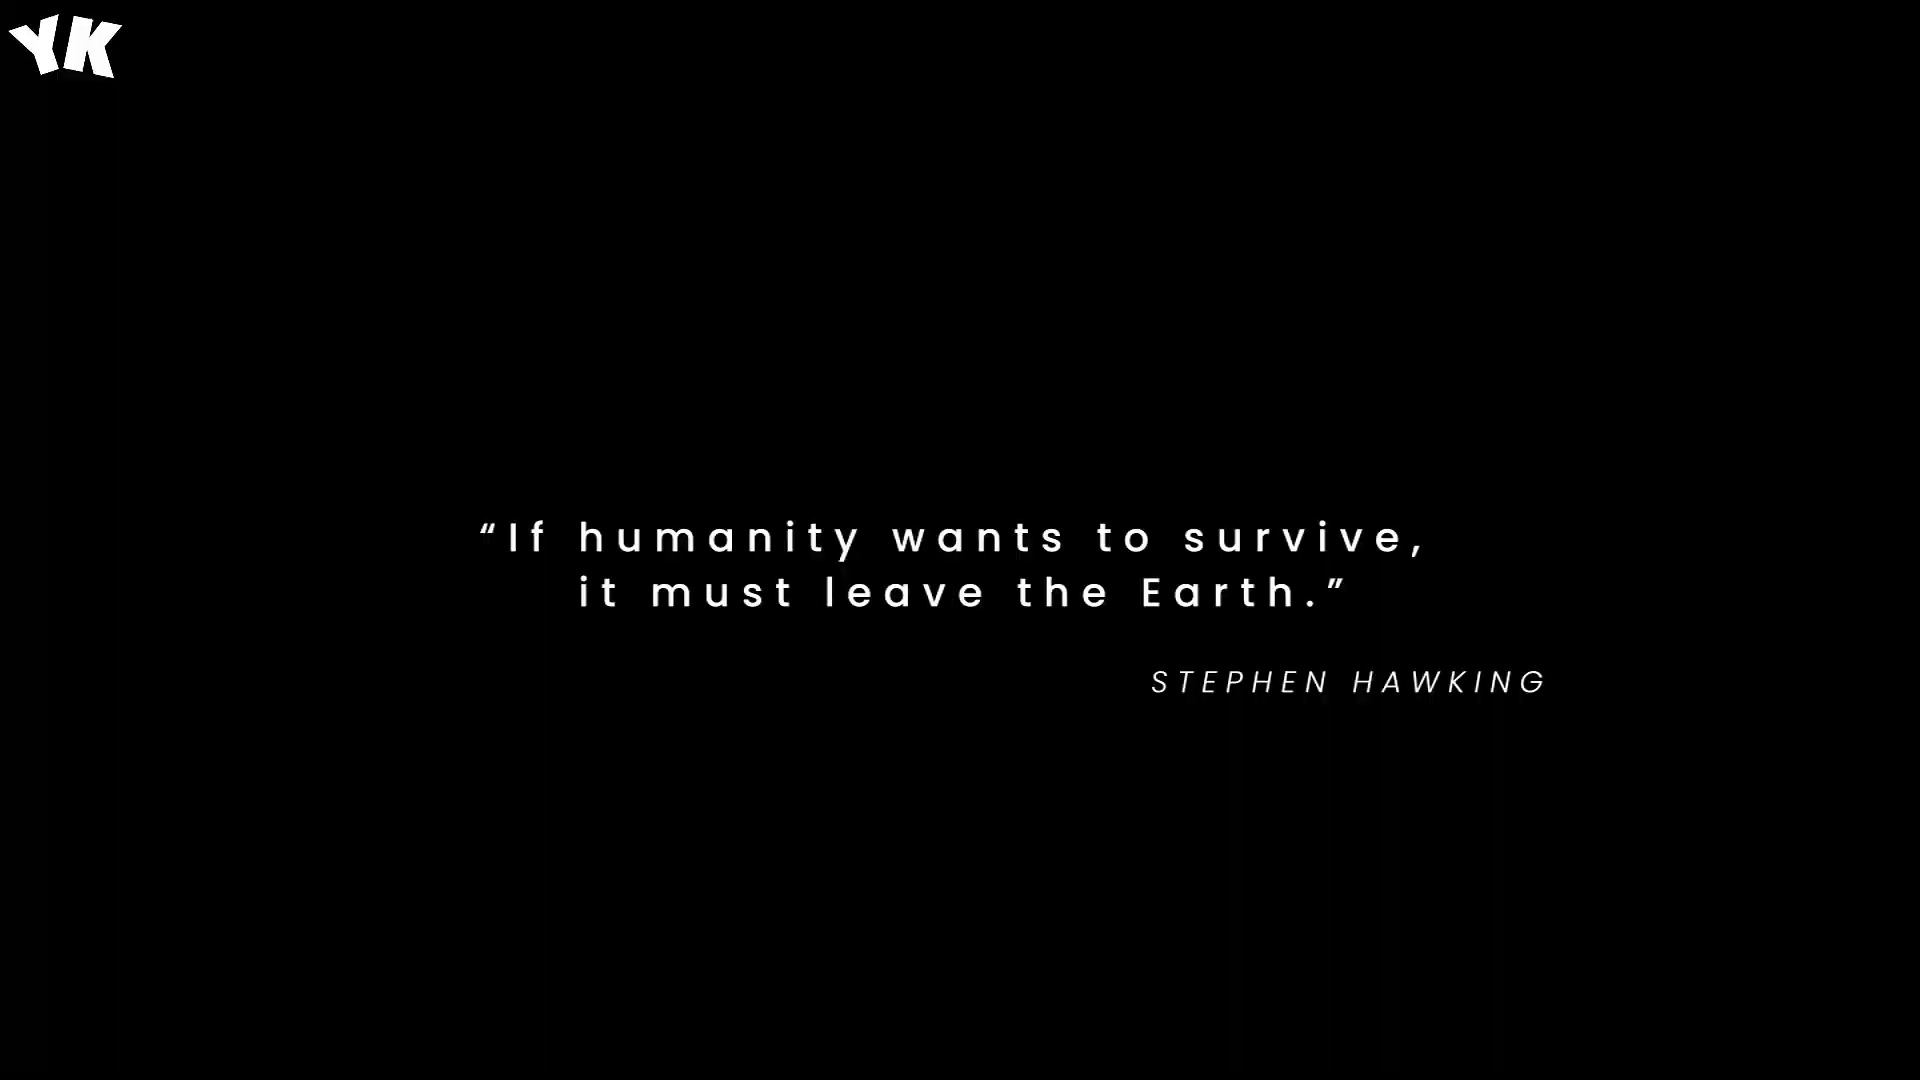 YK
“If humanity wants to survive,
it must leave the Earth.”
STEPHEN HAWKING